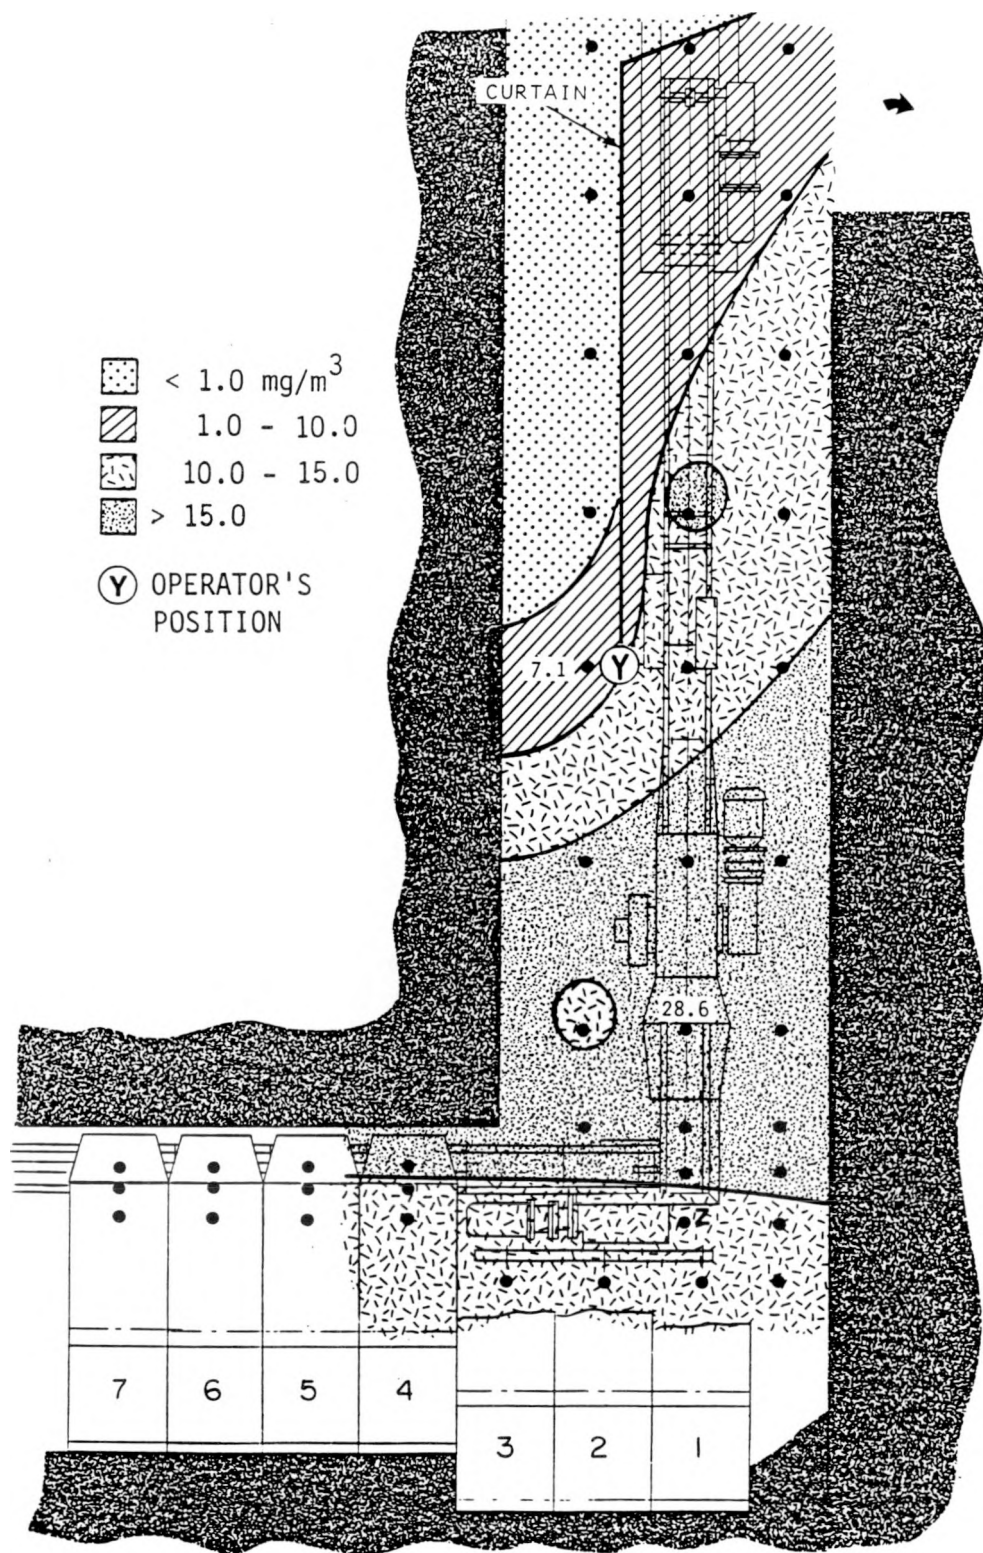 CURTAIN
< 1.0 mg/m³
1.0 - 10.0
10.0 - 15.0
> 15.0
Y OPERATOR'S
POSITION
7.1 Y
28.6
Z
7 6 5 4
3 2 1